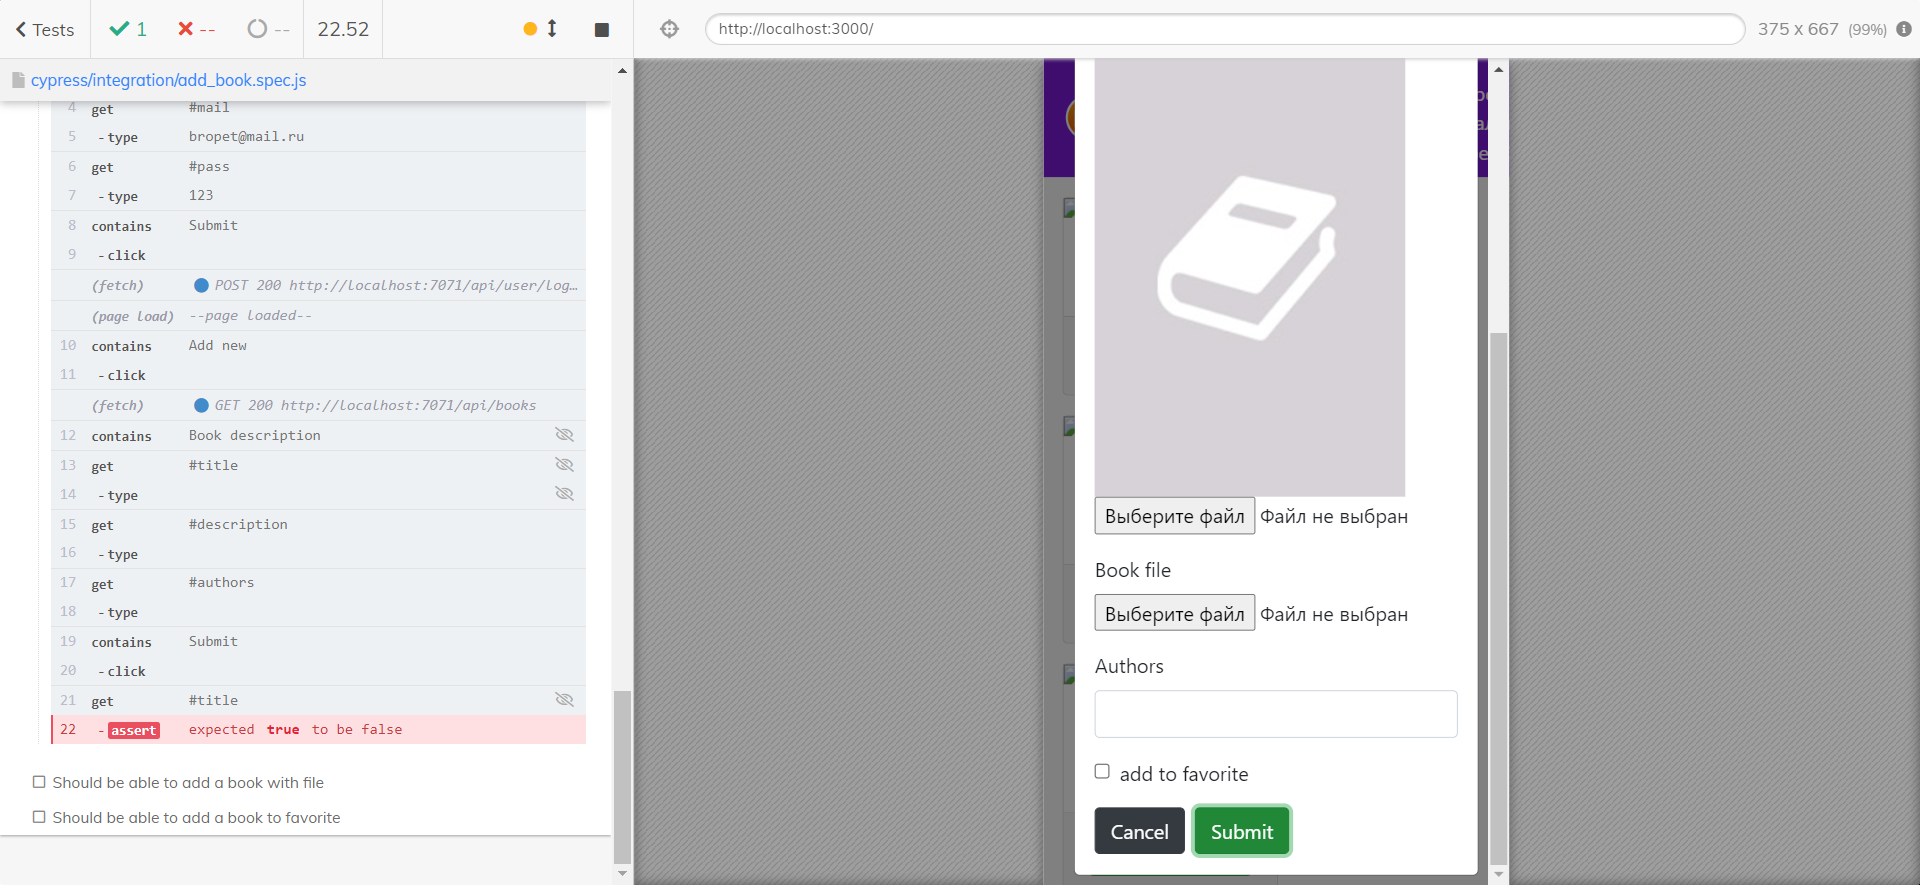 Tests
1
--
--
22.52
http://localhost:3000/
375 x 667 (99%)
cypress/integration/add_book.spec.js
4 get #mail
5 - type bropet@mail.ru
6 get #pass
7 - type 123
8 contains Submit
9 - click
(fetch) POST 200 http://localhost:7071/api/user/log…
(page load) --page loaded--
10 contains Add new
11 - click
(fetch) GET 200 http://localhost:7071/api/books
12 contains Book description
13 get #title
14 - type
15 get #description
16 - type
17 get #authors
18 - type
19 contains Submit
20 - click
21 get #title
22 - assert expected true to be false
Should be able to add a book with file
Should be able to add a book to favorite
Выберите файл Файл не выбран
Book file
Выберите файл Файл не выбран
Authors
add to favorite
Cancel Submit